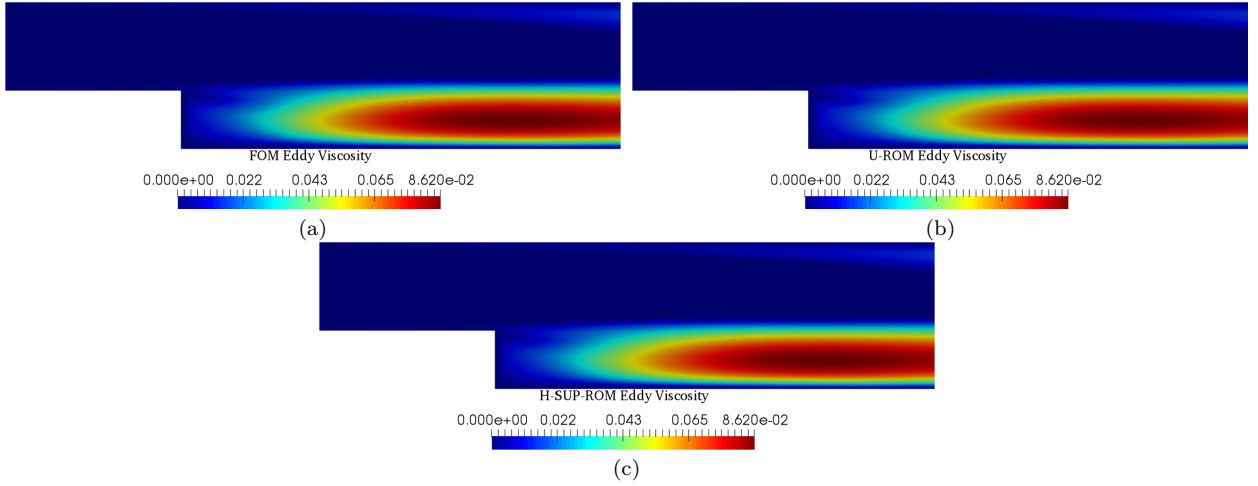 FOM Eddy Viscosity
0.000e+00 0.022 0.043 0.065 8.620e-02
(a)
U-ROM Eddy Viscosity
0.000e+00 0.022 0.043 0.065 8.620e-02
(b)
H-SUP-ROM Eddy Viscosity
0.000e+00 0.022 0.043 0.065 8.620e-02
(c)